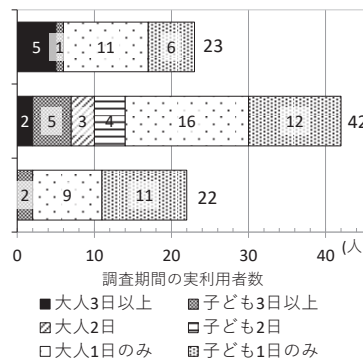 5 1 11 6 23
2 5 3 4 16 12 42
2 9 11 22
0 10 20 30 40 (人
調査期間の実利用者数
■大人3日以上 子ども3日以上
大人2日 子ども2日
□大人1日のみ 子ども1日のみ